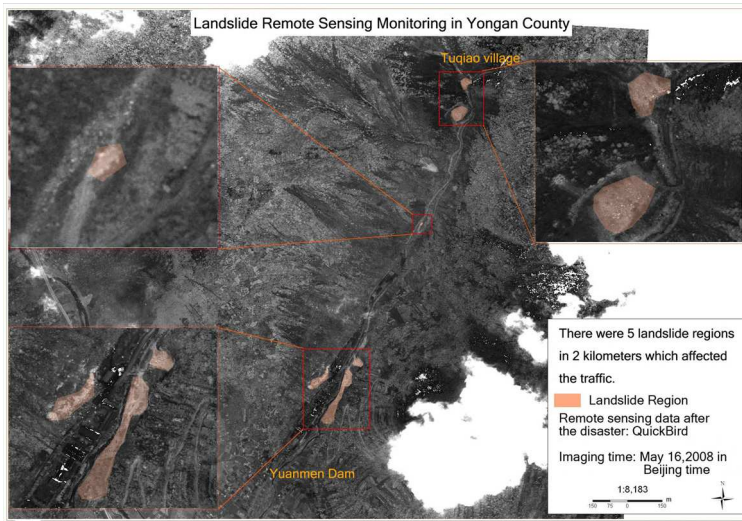 Landslide Remote Sensing Monitoring in Yongan County
Tuqiao village
Yuanmen Dam
There were 5 landslide regions
in 2 kilometers which affected
the traffic.
Landslide Region
Remote sensing data after
the disaster: QuickBird
Imaging time: May 16,2008 in
Beijing time
1:8,183
150 75 0 150 m
N